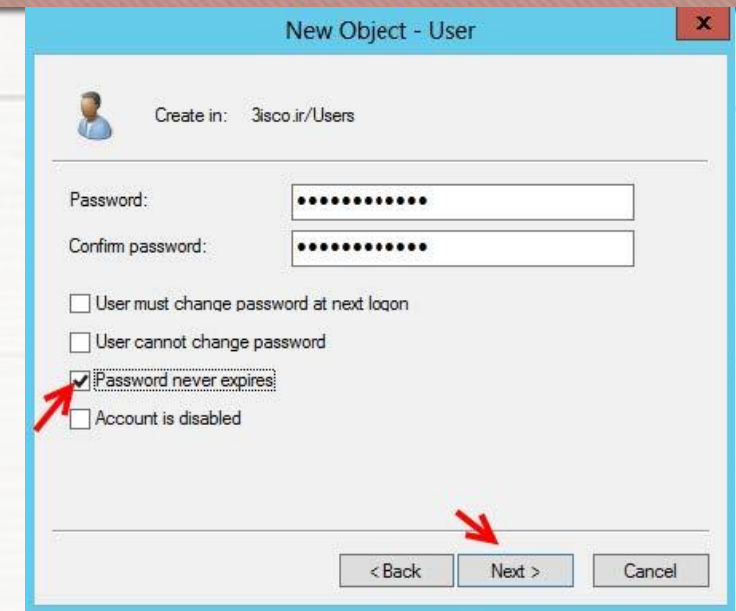 New Object - User
x
Create in: 3isco.ir/Users
Password:
Confirm password:
User must change password at next logon
User cannot change password
Password never expires
Account is disabled
< Back Next > Cancel